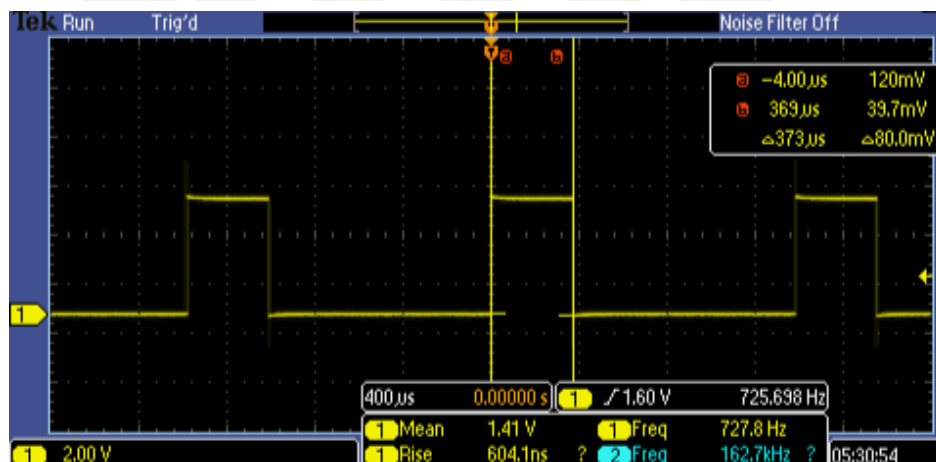 Tek Run Trig'd Noise Filter Off
T
T a b
a −4.00µs 120mV
b 369µs 39.7mV
△373µs △80.0mV
1
400µs 0.00000 s 1 ƒ 1.60 V 725.698 Hz
1 Mean 1.41 V 1 Freq 727.8 Hz
1 2.00 V 1 Rise 604.1ns ? 2 Freq 162.7kHz ? 05:30:54